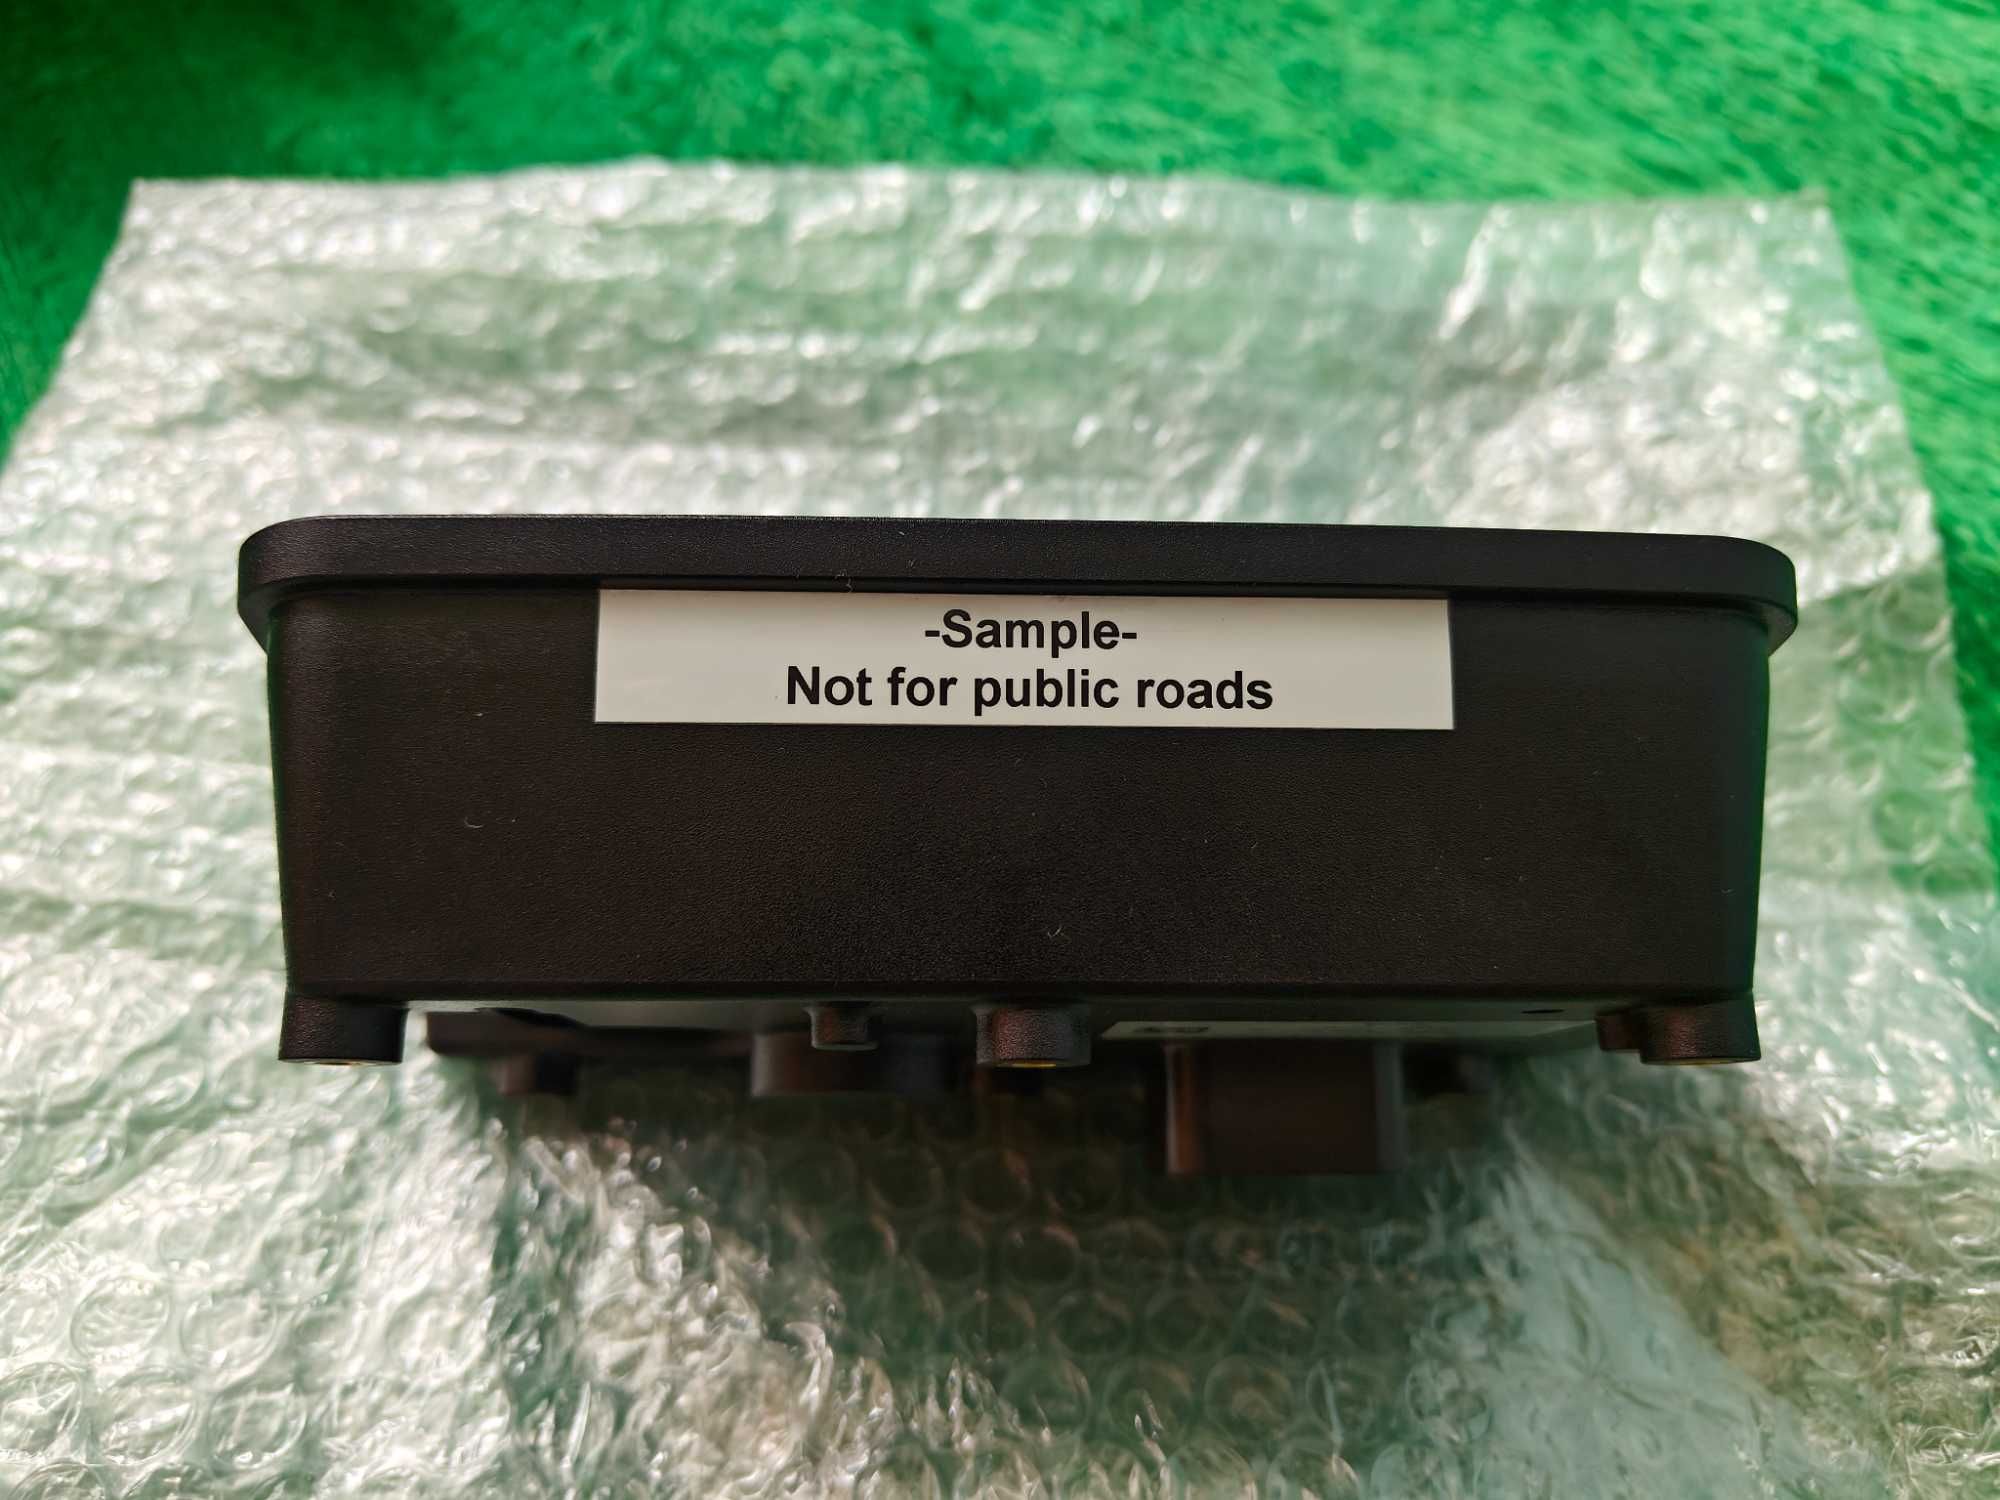 -Sample-
Not for public roads